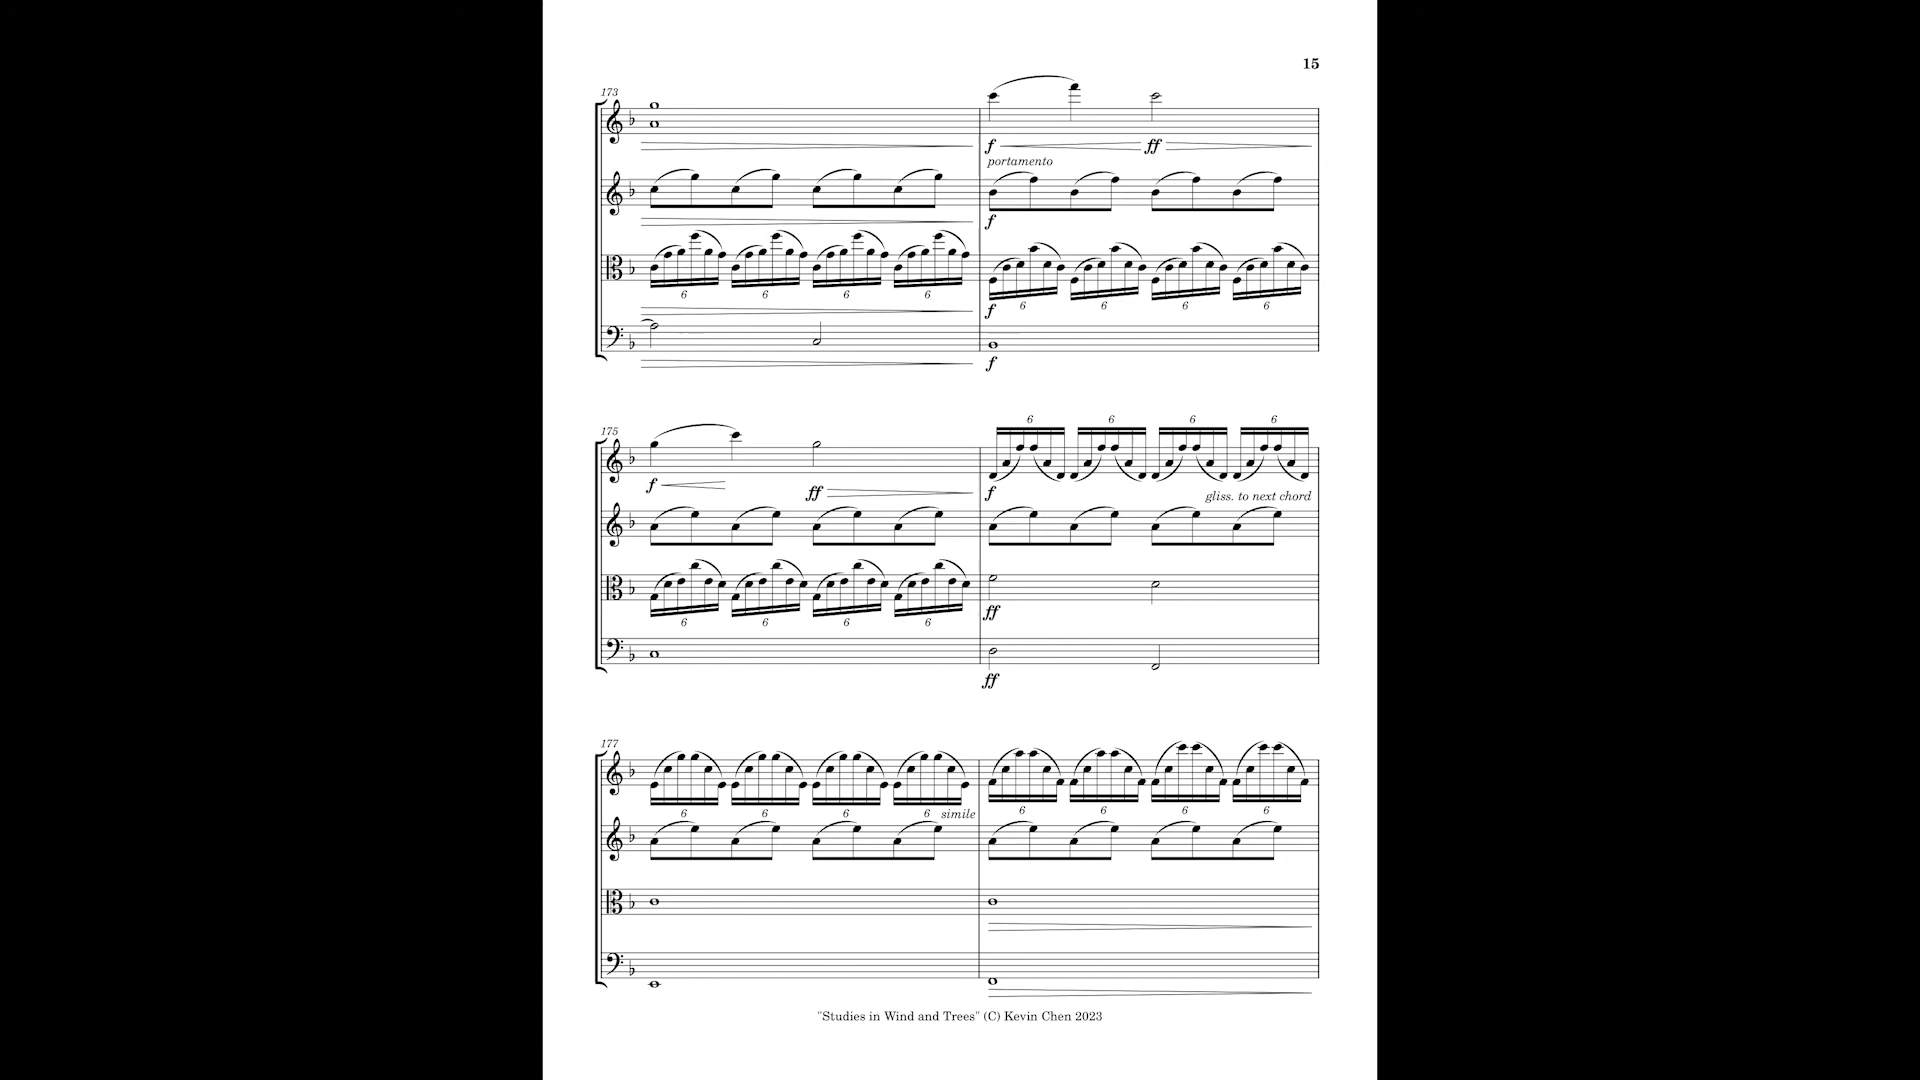 15
173
f ff
portamento
f
6 6 6 6
f 6 6 6 6
f
175
6 6 6 6
f ff f
gliss. to next chord
6 6 6 6
ff
ff
177
6 6 6 6 simile 6 6 6 6
"Studies in Wind and Trees" (C) Kevin Chen 2023